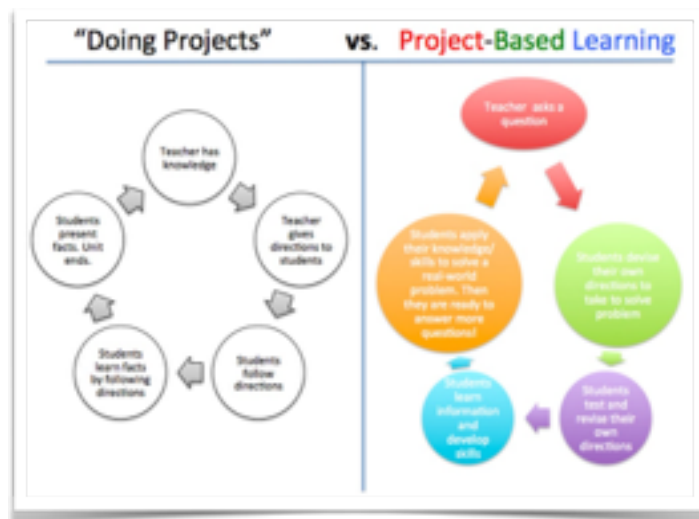 "Doing Projects" vs. Project-Based Learning
Teacher has
knowledge
Teacher
gives
directions to
students
Students
follow
directions
Students
learn facts
by following
directions
Students
present
facts. Unit
ends.
Teacher asks a
question
Students devise
their own
directions to
take to solve
problem
Students
test and
revise their
own
directions
Students
learn
information
and
develop
skills
Students apply
their knowledge/
skills to solve a
real-world
problem. Then
they are ready to
answer more
questions!